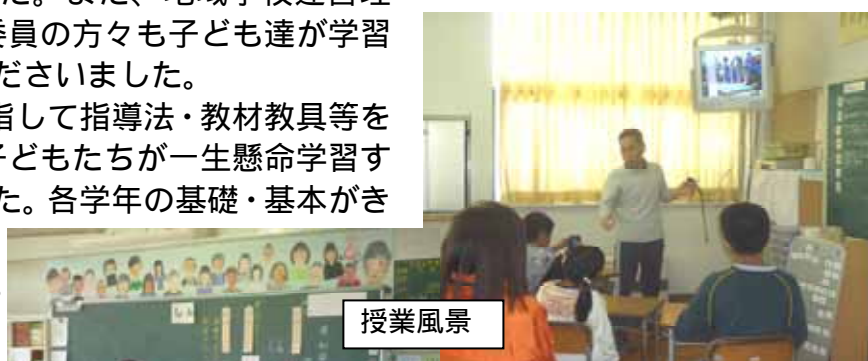 た。また、地域学校運営理
委員の方々も子ども達が学習
ださいました。
指して指導法・教材教具等を
子どもたちが一生懸命学習す
た。各学年の基礎・基本がき
授業風景